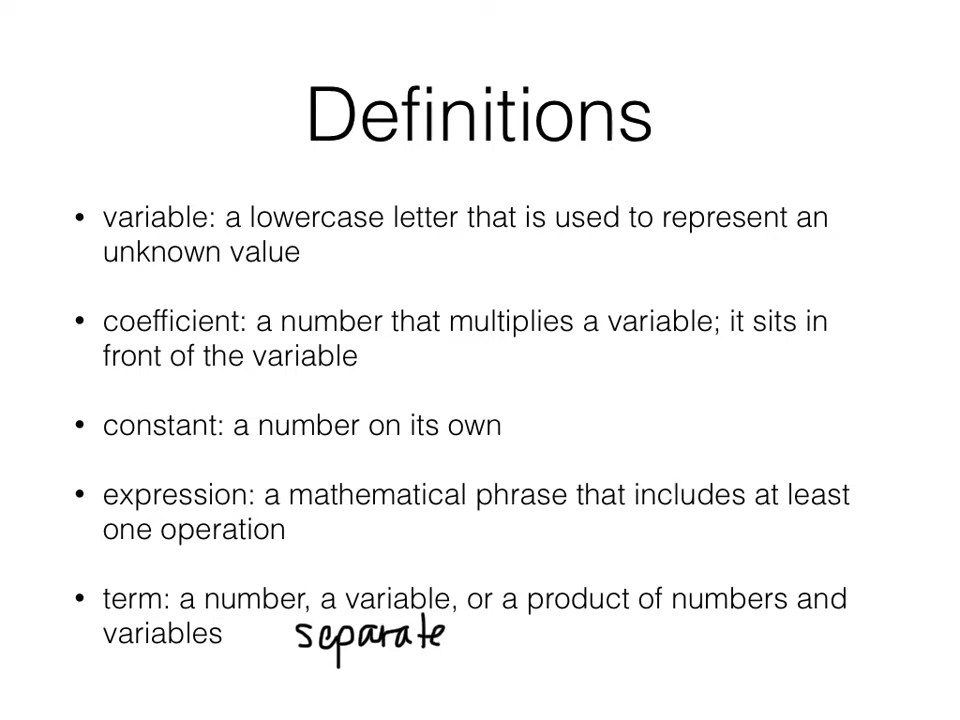 Definitions
• variable: a lowercase letter that is used to represent an
unknown value
• coefficient: a number that multiplies a variable; it sits in
front of the variable
• constant: a number on its own
• expression: a mathematical phrase that includes at least
one operation
• term: a number, a variable, or a product of numbers and
variables separate